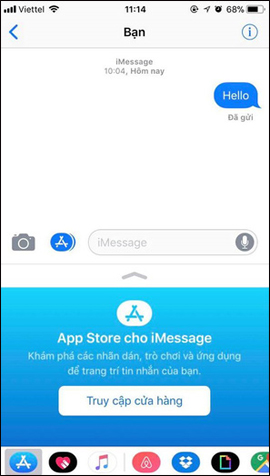 Viettel 11:14 68%
Bạn
iMessage
10:04, Hôm nay
Hello
Đã gửi
iMessage
App Store cho iMessage
Khám phá các nhãn dán, trò chơi và ứng dụng
để trang trí tin nhắn của bạn.
Truy cập cửa hàng